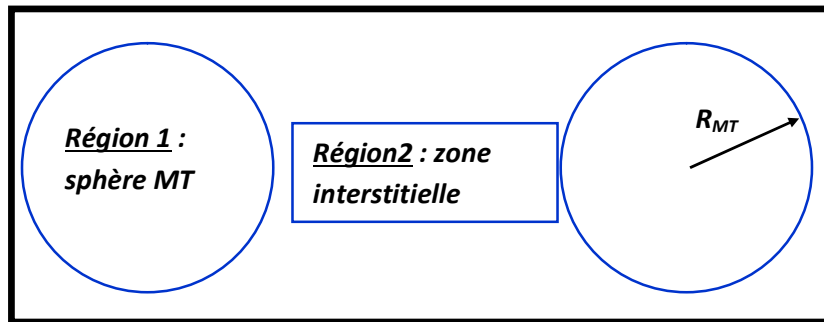 Région 1 :
sphère MT
Région2 : zone
interstitielle
RMT